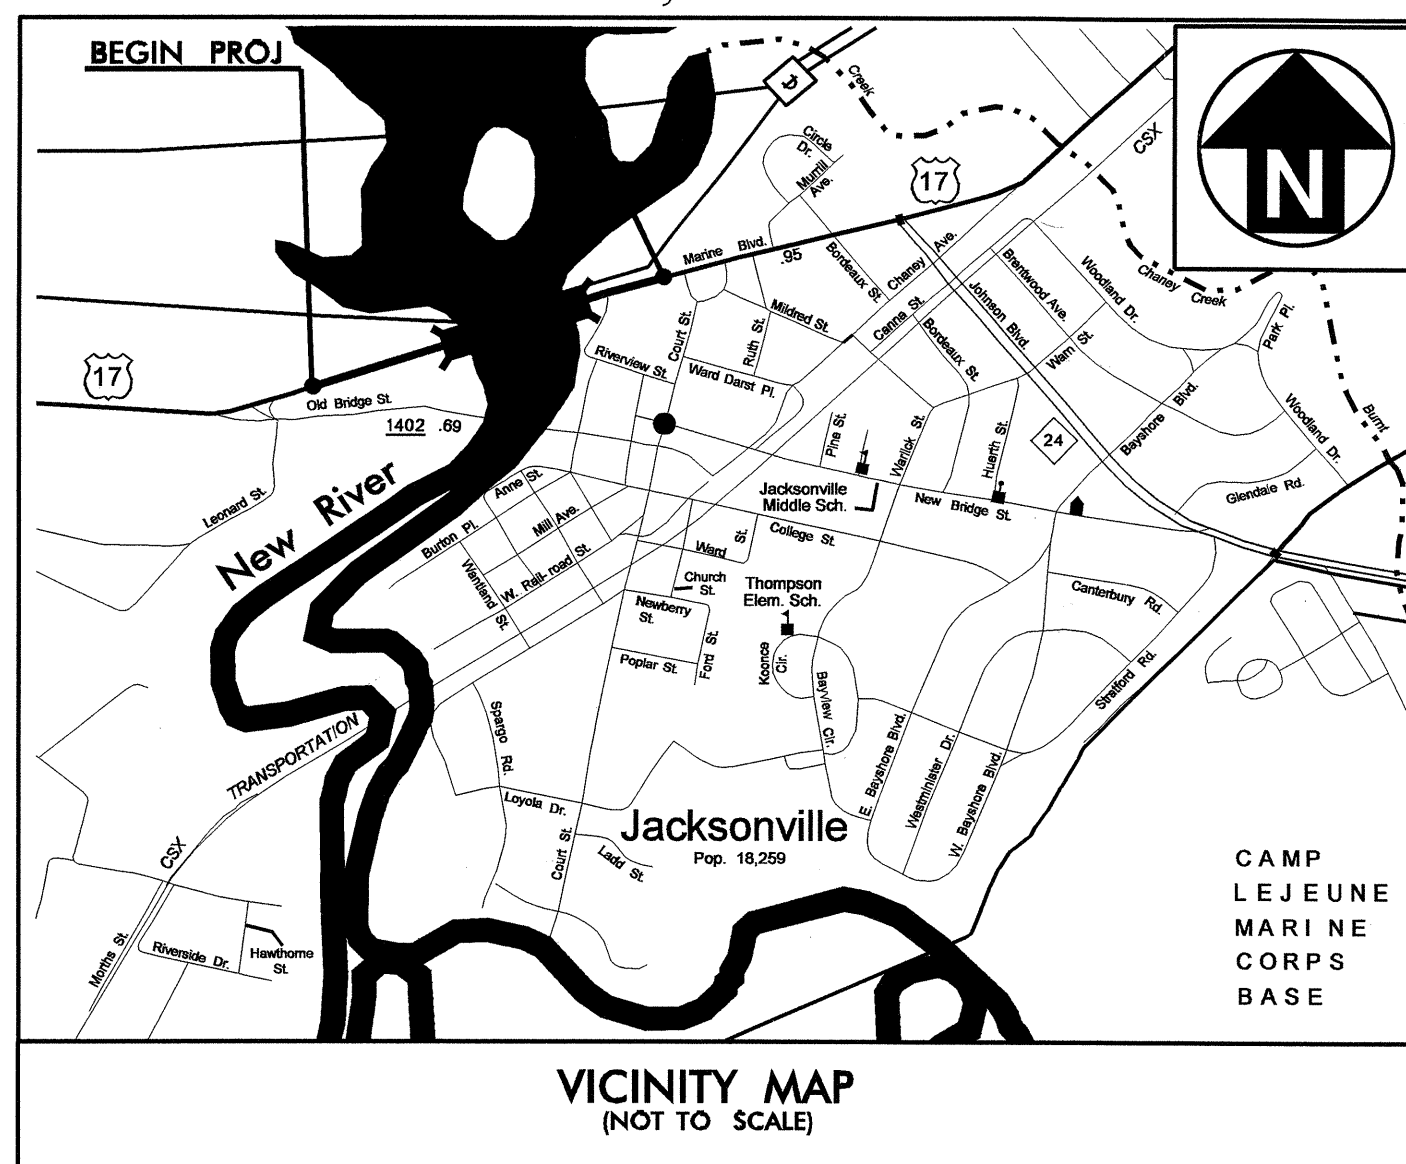 BEGIN PROJ
Creek
CSX
N
Circle
Dr.
Murrill
Ave.
17
Marine Blvd.
.95
Bordeaux St.
Chaney Ave.
Brentwood Ave.
Woodland Dr.
Chaney
Creek
Park Pl.
Johnson Blvd.
Canna St.
Mildred St.
Court St.
Ruth St.
Bordeaux St.
Warn St.
17
Riverview St.
Ward Darst Pl.
Old Bridge St.
1402 .69
Pine St.
Warlick St.
Huerth St.
24
Bayshore Blvd.
Woodland Dr.
Burnt
Leonard St.
New River
Anne St.
Mill Ave.
Burton Pl.
Wantland St.
W. Rail-road St
Jacksonville
Middle Sch.
New Bridge St.
Glendale Rd.
College St.
Ward St.
Church
St.
Thompson
Elem. Sch.
Newberry
St.
Canterbury Rd.
Poplar St.
Ford St.
Koonce
Cir.
Bayview Cir.
Stratford Rd.
Spargo Rd.
TRANSPORTATION
E. Bayshore Blvd.
Westminister Dr.
W. Bayshore Blvd.
Loyola Dr.
Jacksonville
Pop. 18,259
Court St.
Ladd St.
CSX
Morths St.
Riverside Dr.
Hawthorne
St.
CAMP
LEJEUNE
MARINE
CORPS
BASE
VICINITY MAP
(NOT TO SCALE)